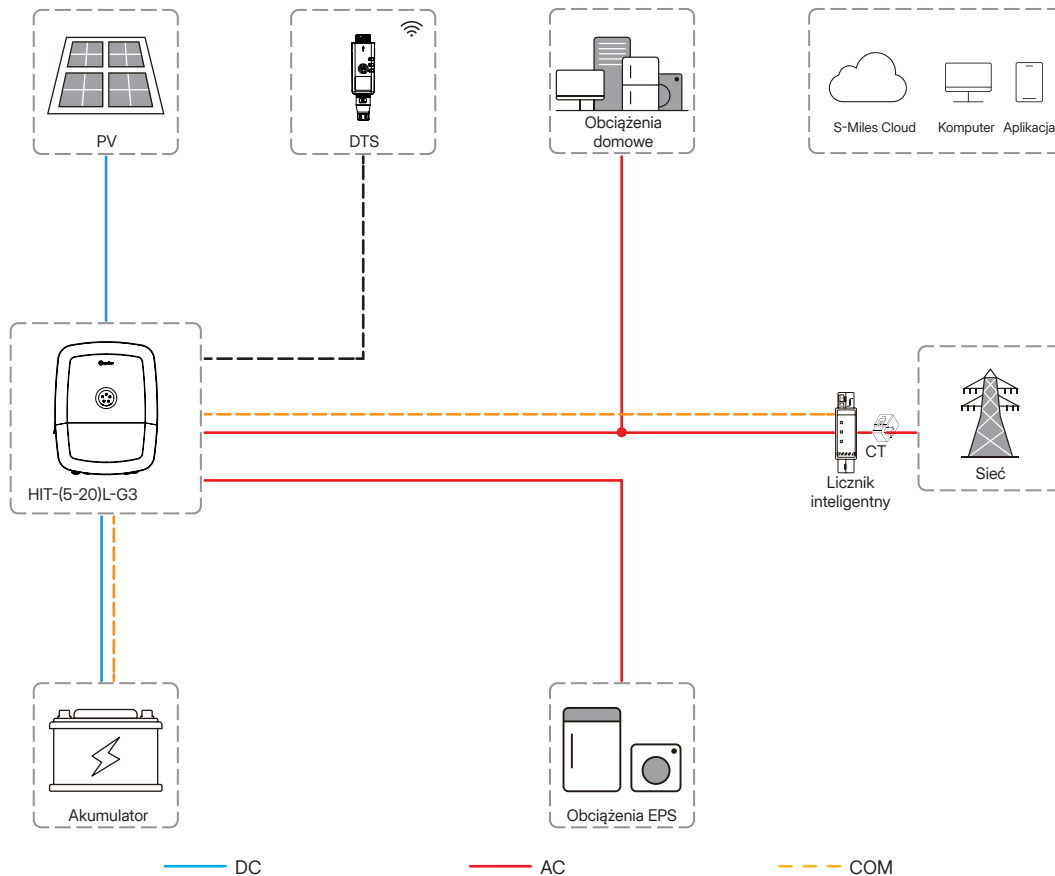 PV
DTS
Obciążenia
domowe
S-Miles Cloud
Komputer
Aplikacja
HIT-(5-20)L-G3
CT
Licznik
inteligentny
Sieć
Akumulator
Obciążenia EPS
DC
AC
COM